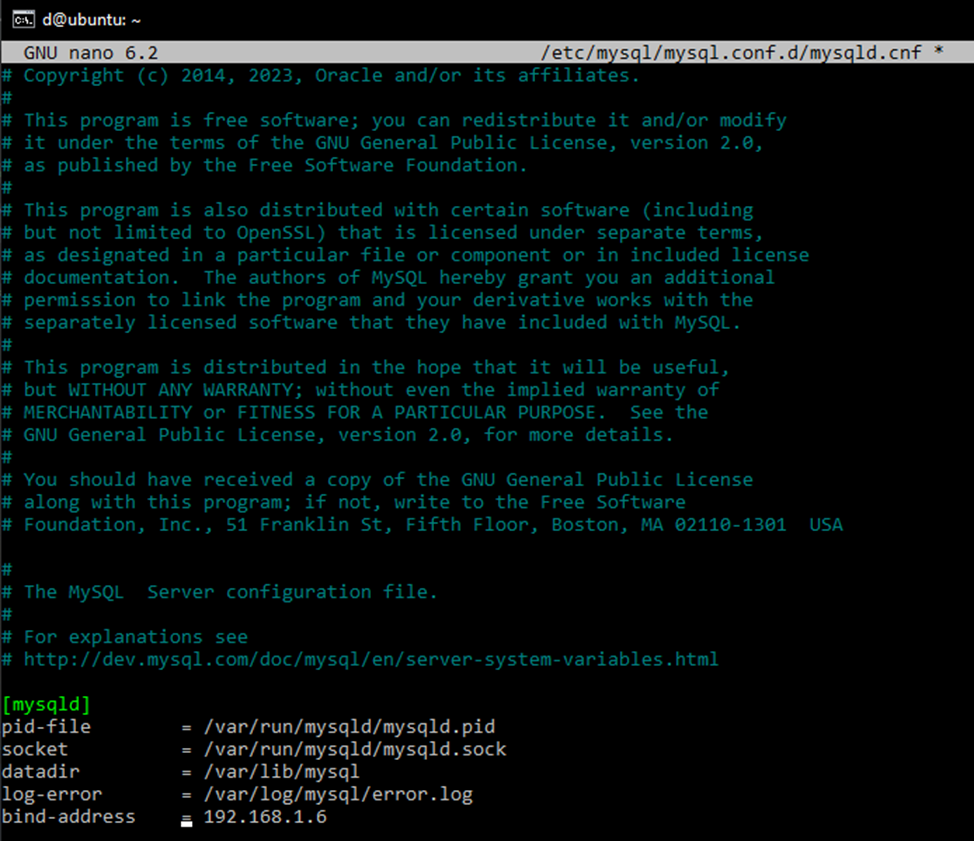 d@ubuntu: ~
GNU nano 6.2 /etc/mysql/mysql.conf.d/mysqld.cnf *
# Copyright (c) 2014, 2023, Oracle and/or its affiliates.
#
# This program is free software; you can redistribute it and/or modify
# it under the terms of the GNU General Public License, version 2.0,
# as published by the Free Software Foundation.
#
# This program is also distributed with certain software (including
# but not limited to OpenSSL) that is licensed under separate terms,
# as designated in a particular file or component or in included license
# documentation.  The authors of MySQL hereby grant you an additional
# permission to link the program and your derivative works with the
# separately licensed software that they have included with MySQL.
#
# This program is distributed in the hope that it will be useful,
# but WITHOUT ANY WARRANTY; without even the implied warranty of
# MERCHANTABILITY or FITNESS FOR A PARTICULAR PURPOSE.  See the
# GNU General Public License, version 2.0, for more details.
#
# You should have received a copy of the GNU General Public License
# along with this program; if not, write to the Free Software
# Foundation, Inc., 51 Franklin St, Fifth Floor, Boston, MA 02110-1301  USA

#
# The MySQL  Server configuration file.
#
# For explanations see
# http://dev.mysql.com/doc/mysql/en/server-system-variables.html

[mysqld]
pid-file        = /var/run/mysqld/mysqld.pid
socket          = /var/run/mysqld/mysqld.sock
datadir         = /var/lib/mysql
log-error       = /var/log/mysql/error.log
bind-address    = 192.168.1.6